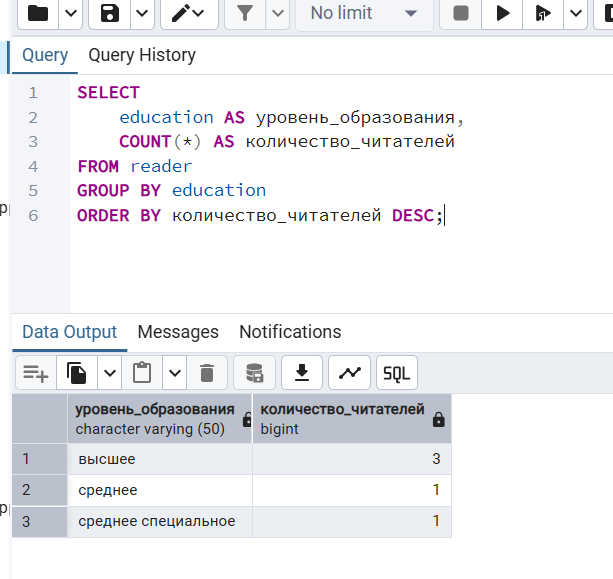 No limit
Query Query History
1 SELECT
2 education AS уровень_образования,
3 COUNT(*) AS количество_читателей
4 FROM reader
5 GROUP BY education
6 ORDER BY количество_читателей DESC;
Data Output Messages Notifications
SQL
уровень_образования количество_читателей
character varying (50) bigint
1 высшее 3
2 среднее 1
3 среднее специальное 1